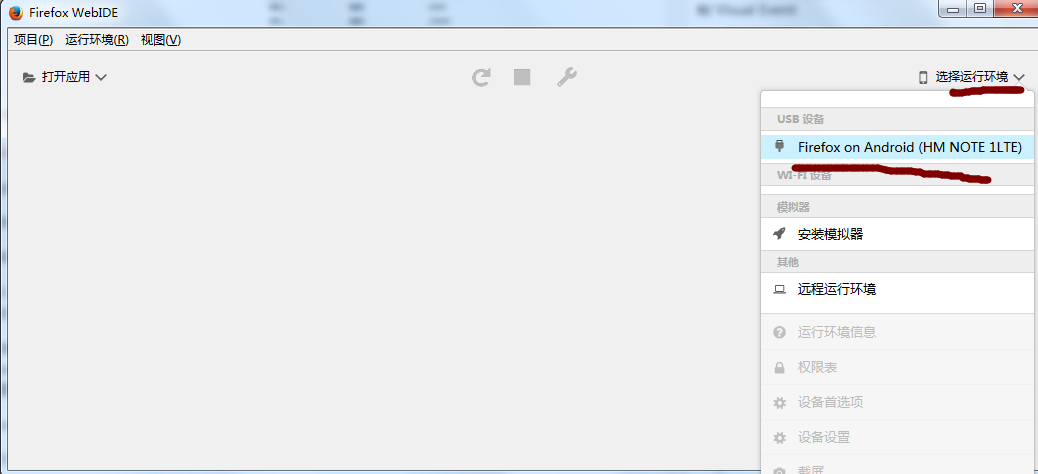 Firefox WebIDE
项目(P) 运行环境(R) 视图(V)
打开应用
选择运行环境
USB 设备
Firefox on Android (HM NOTE 1LTE)
WI-FI 设备
模拟器
安装模拟器
其他
远程运行环境
运行环境信息
权限表
设备首选项
设备设置
截屏